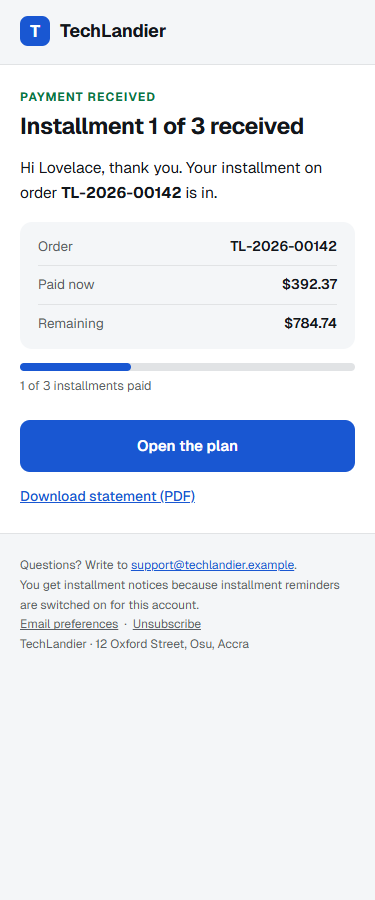 T TechLandier
PAYMENT RECEIVED
Installment 1 of 3 received
Hi Lovelace, thank you. Your installment on
order TL-2026-00142 is in.
Order TL-2026-00142
Paid now $392.37
Remaining $784.74
1 of 3 installments paid
Open the plan
Download statement (PDF)
Questions? Write to support@techlandier.example.
You get installment notices because installment reminders
are switched on for this account.
Email preferences · Unsubscribe
TechLandier · 12 Oxford Street, Osu, Accra